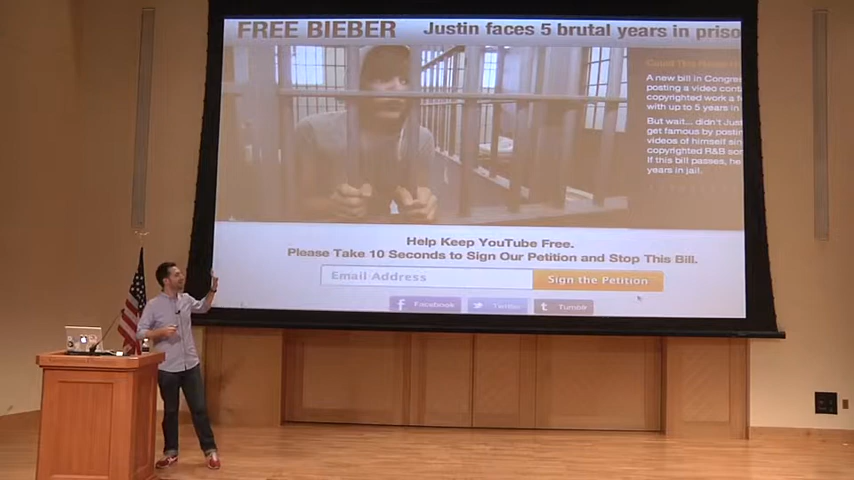 FREE BIEBER
Justin faces 5 brutal years in prison
A new bill in Congr
posting a video cont
copyrighted work a f
with up to 5 years in
But wait... didn't Just
get famous by postin
videos of himself sin
copyrighted R&B son
If this bill passes, he
years in jail.
Help Keep YouTube Free.
Please Take 10 Seconds to Sign Our Petition and Stop This Bill.
Email Address
Sign the Petition
Facebook
Twitter
Tumblr